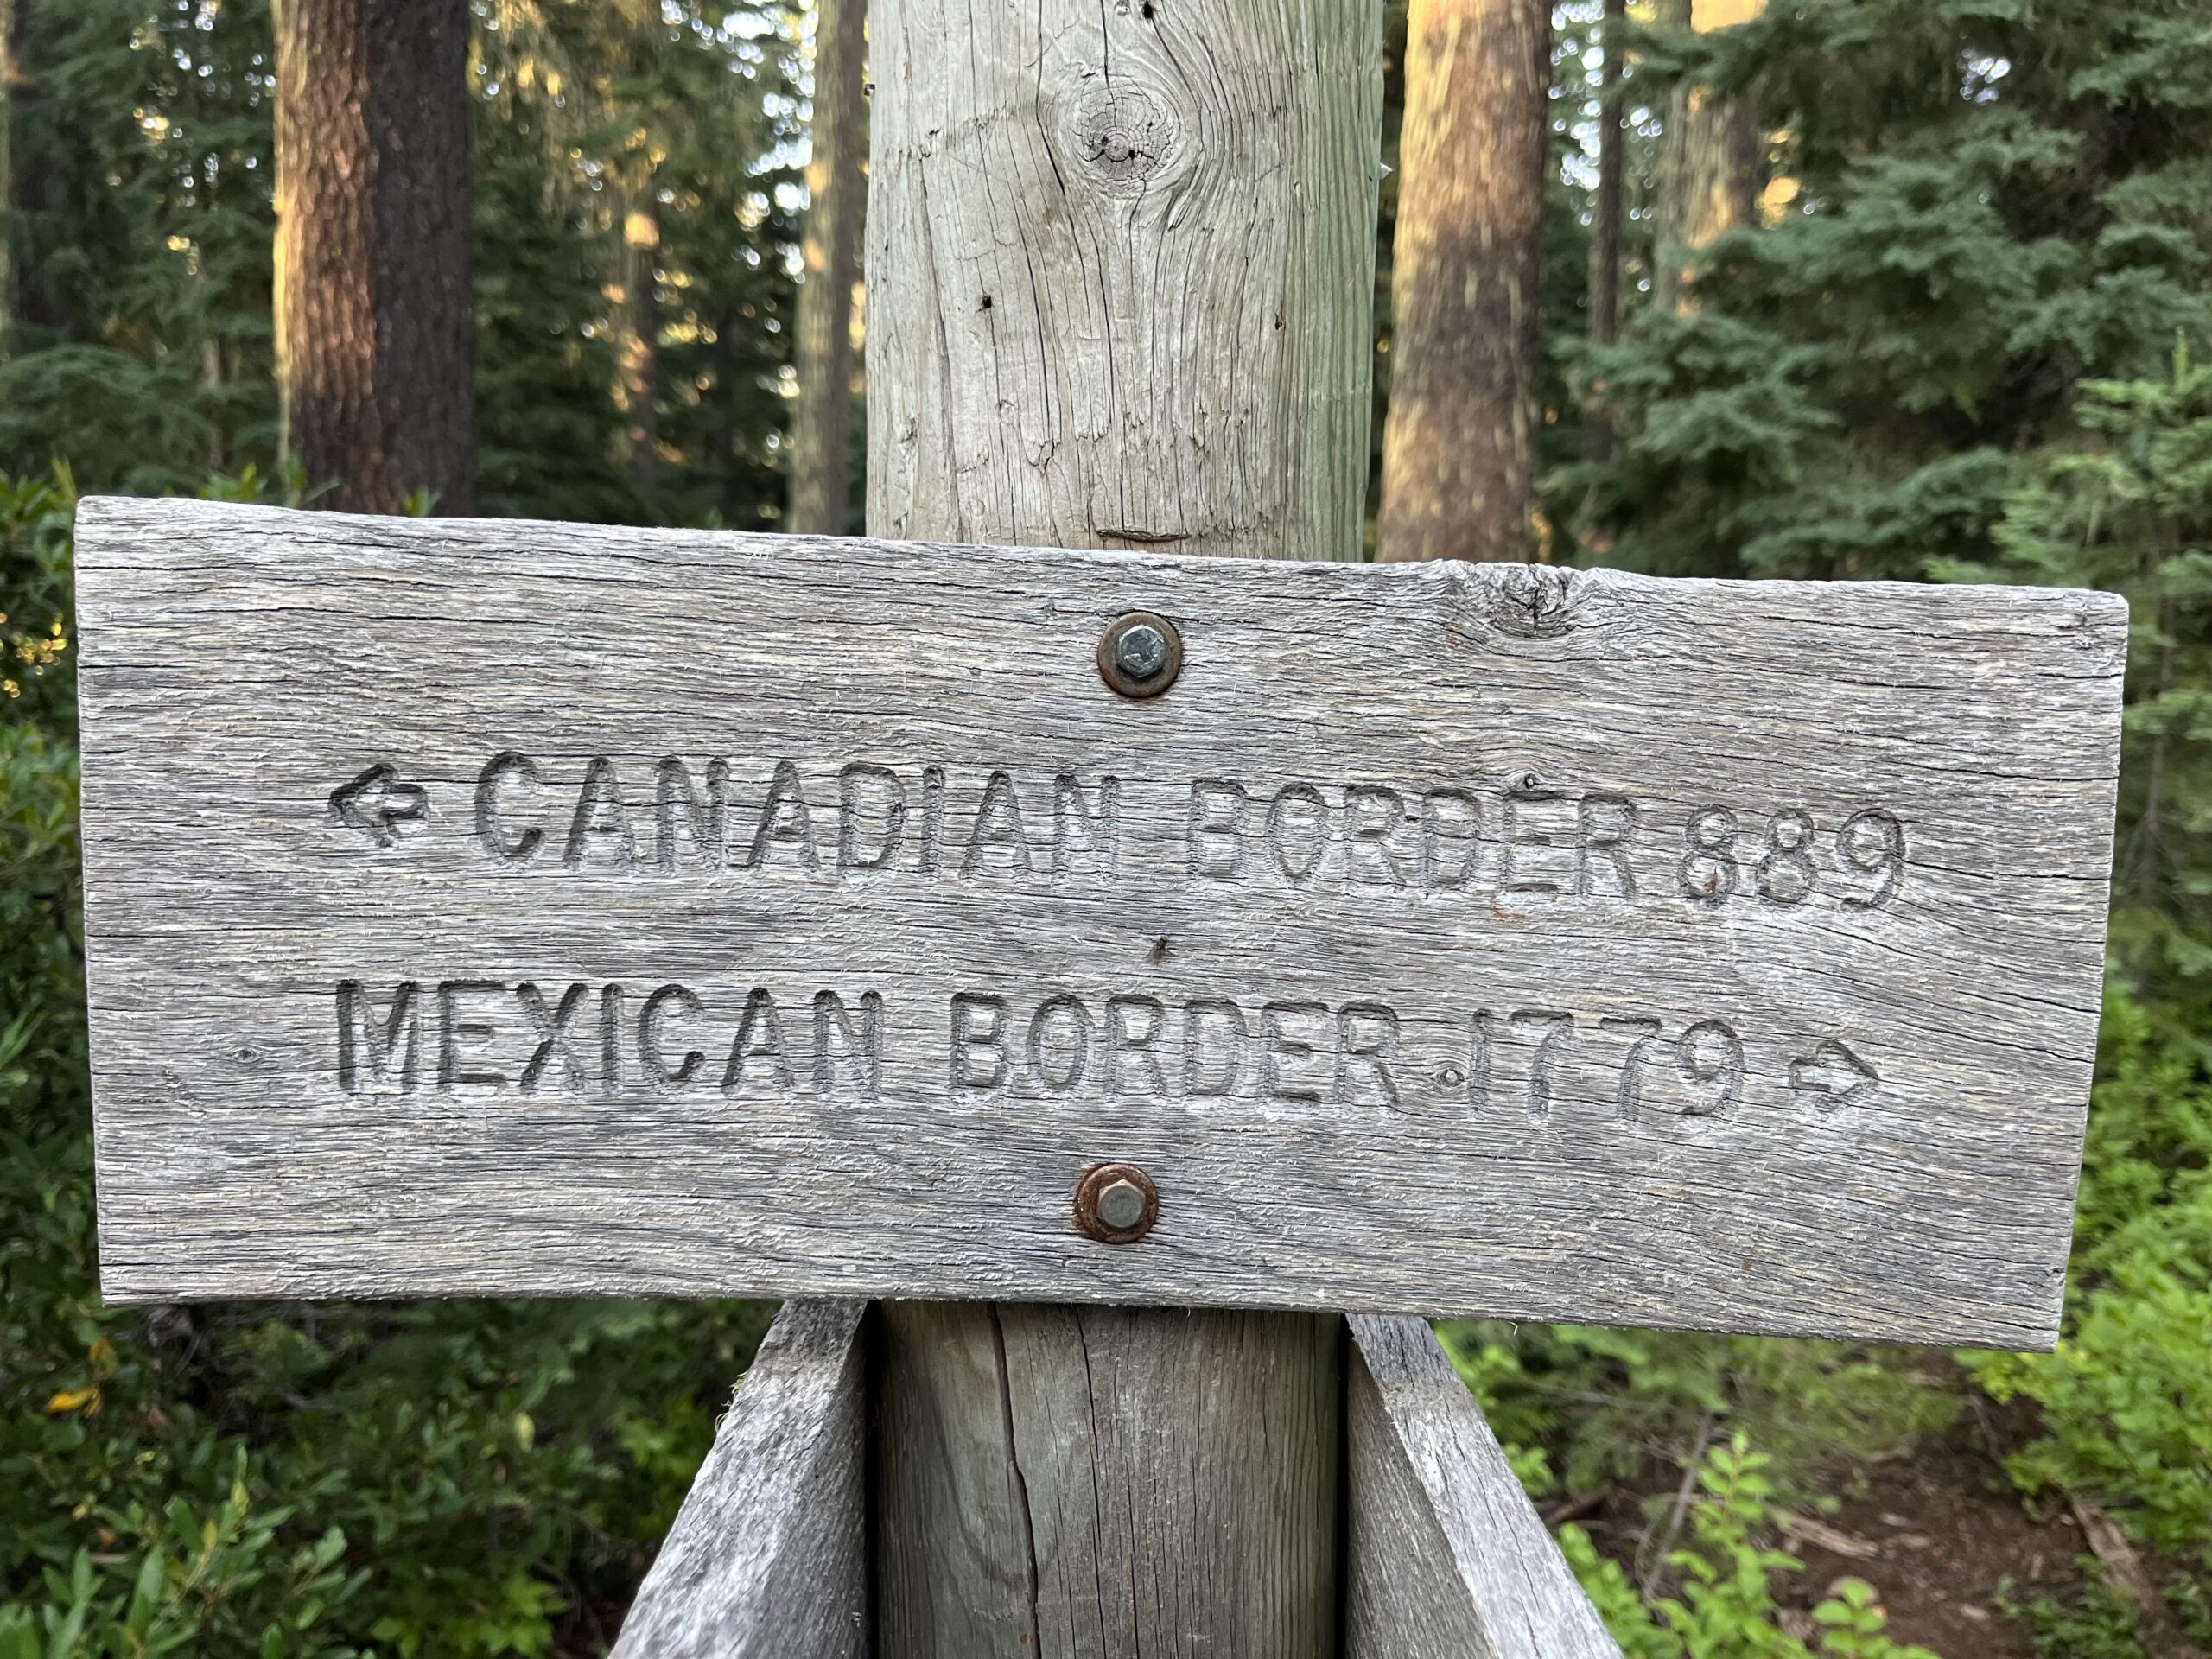 ← CANADIAN BORDER 889
MEXICAN BORDER 1779 →